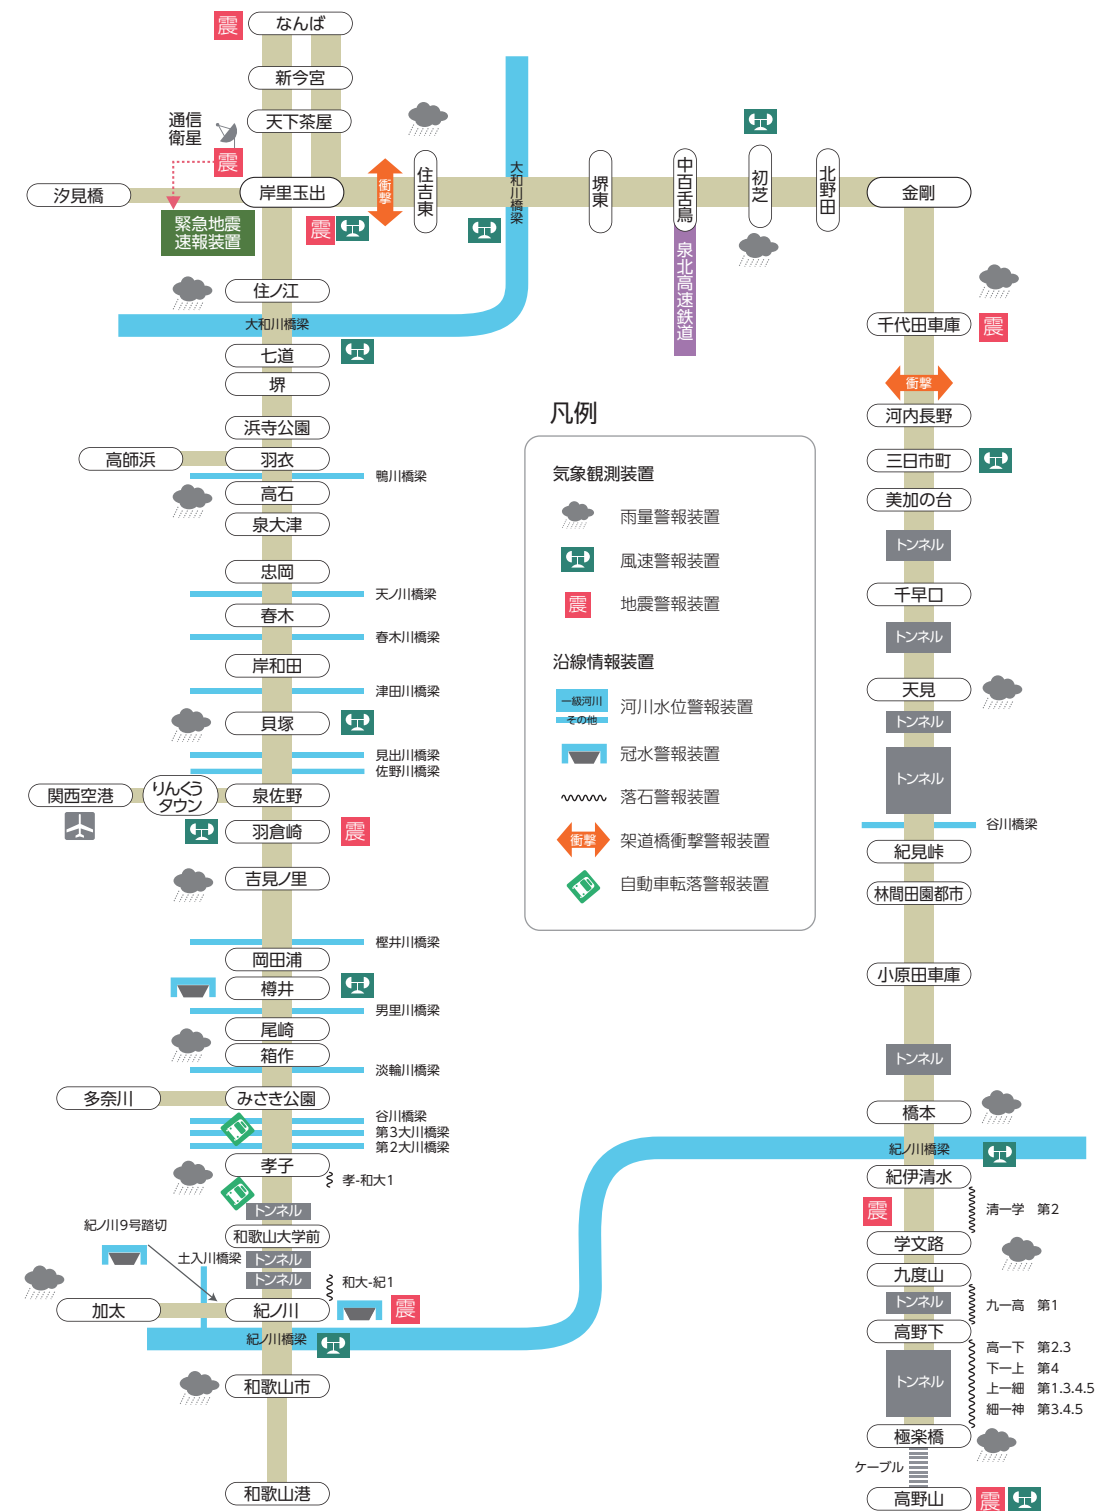 震
なんば
新今宮
天下茶屋
通信
衛星
震
汐見橋
岸里玉出
緊急地震
速報装置
震
衝撃
住吉東
大和川橋梁
堺東
中百舌鳥
泉北高速鉄道
初芝
北野田
金剛
住ノ江
大和川橋梁
七道
堺
浜寺公園
高師浜
羽衣
鴨川橋梁
高石
泉大津
忠岡
天ノ川橋梁
春木
春木川橋梁
岸和田
津田川橋梁
貝塚
見出川橋梁
佐野川橋梁
関西空港
りんくう
タウン
泉佐野
羽倉崎
震
吉見ノ里
樫井川橋梁
岡田浦
樽井
男里川橋梁
尾崎
箱作
淡輪川橋梁
多奈川
みさき公園
谷川橋梁
第3大川橋梁
第2大川橋梁
孝子
孝-和大1
トンネル
紀ノ川9号踏切
和歌山大学前
土入川橋梁
トンネル
トンネル
和大-紀1
加太
紀ノ川
震
紀ノ川橋梁
和歌山市
和歌山港
凡例
気象観測装置
雨量警報装置
風速警報装置
震
地震警報装置
沿線情報装置
一級河川
その他
河川水位警報装置
冠水警報装置
落石警報装置
衝撃
架道橋衝撃警報装置
自動車転落警報装置
千代田車庫
震
衝撃
河内長野
三日市町
美加の台
トンネル
千早口
トンネル
天見
トンネル
トンネル
谷川橋梁
紀見峠
林間田園都市
小原田車庫
トンネル
橋本
紀ノ川橋梁
紀伊清水
震
清一学 第2
学文路
九度山
トンネル
九一高 第1
高野下
高一下 第2.3
下一上 第4
トンネル
上一細 第1.3.4.5
細一神 第3.4.5
極楽橋
ケーブル
高野山
震